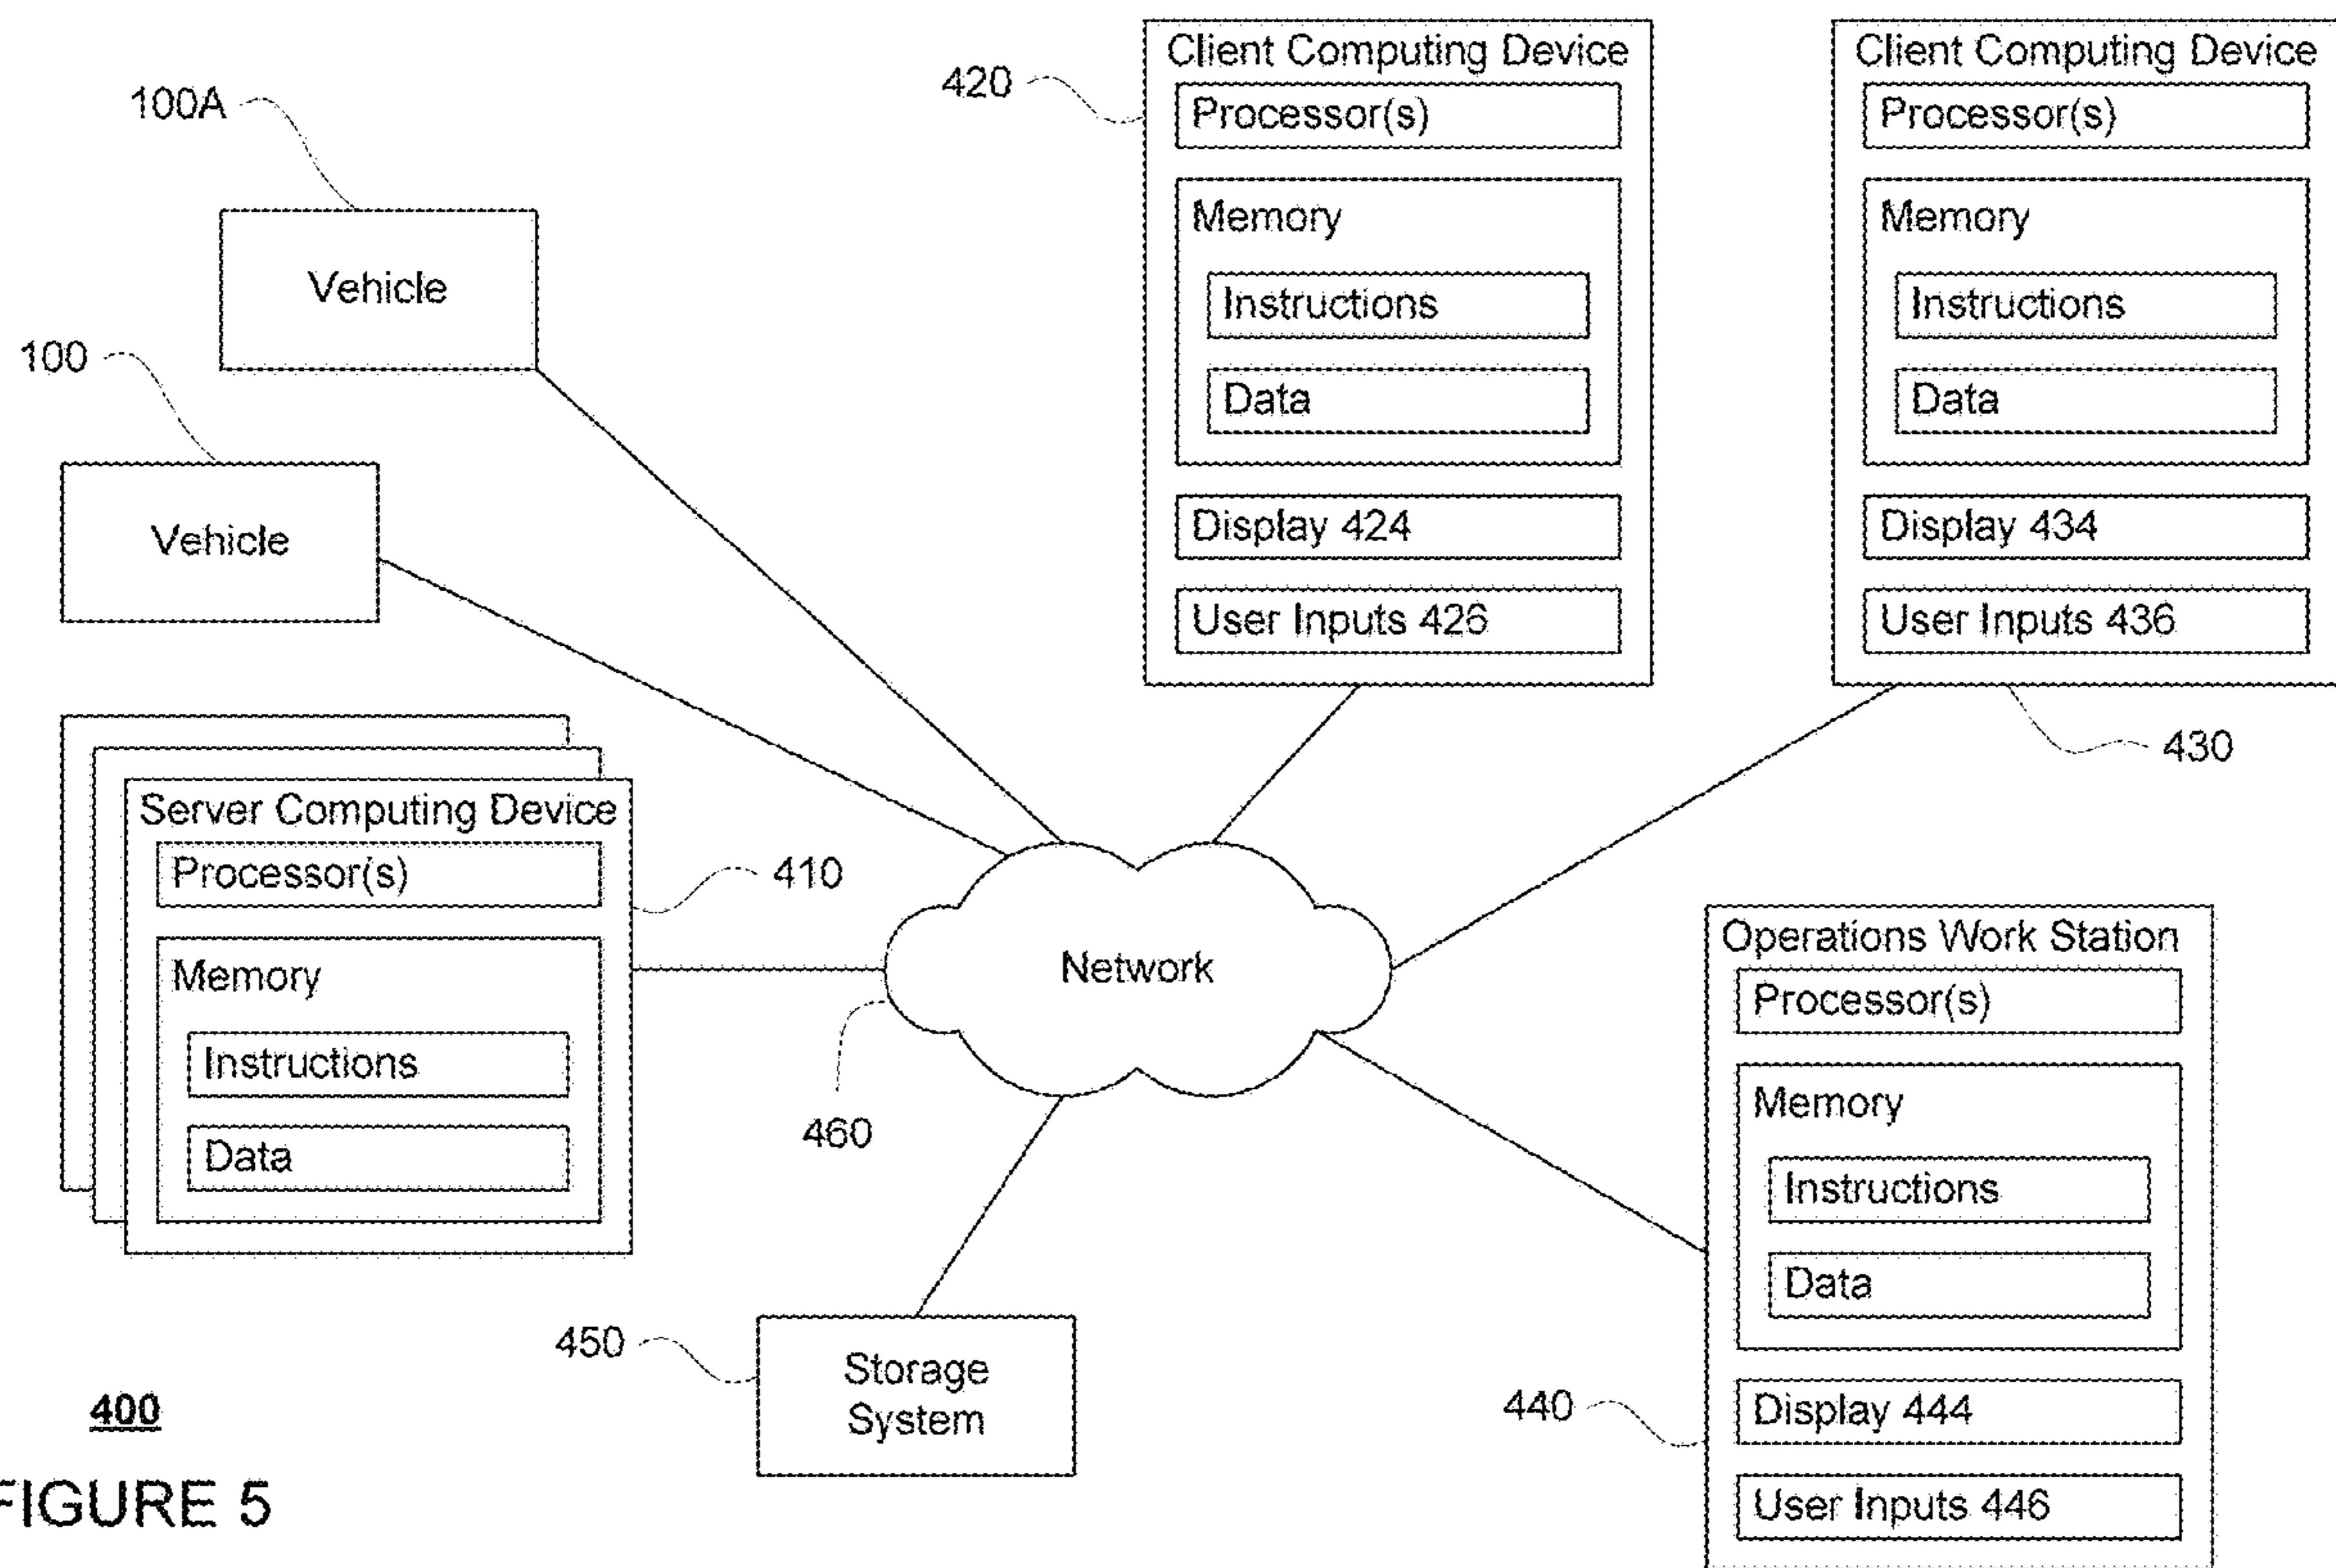 100A
Vehicle
100
Vehicle
420
Client Computing Device
Processor(s)
Memory
Instructions
Data
Display 424
User Inputs 426
Client Computing Device
Processor(s)
Memory
Instructions
Data
Display 434
User Inputs 436
430
Server Computing Device
Processor(s)
Memory
Instructions
Data
410
Network
460
Operations Work Station
Processor(s)
Memory
Instructions
Data
Display 444
User Inputs 446
440
450
Storage
System
400
FIGURE 5